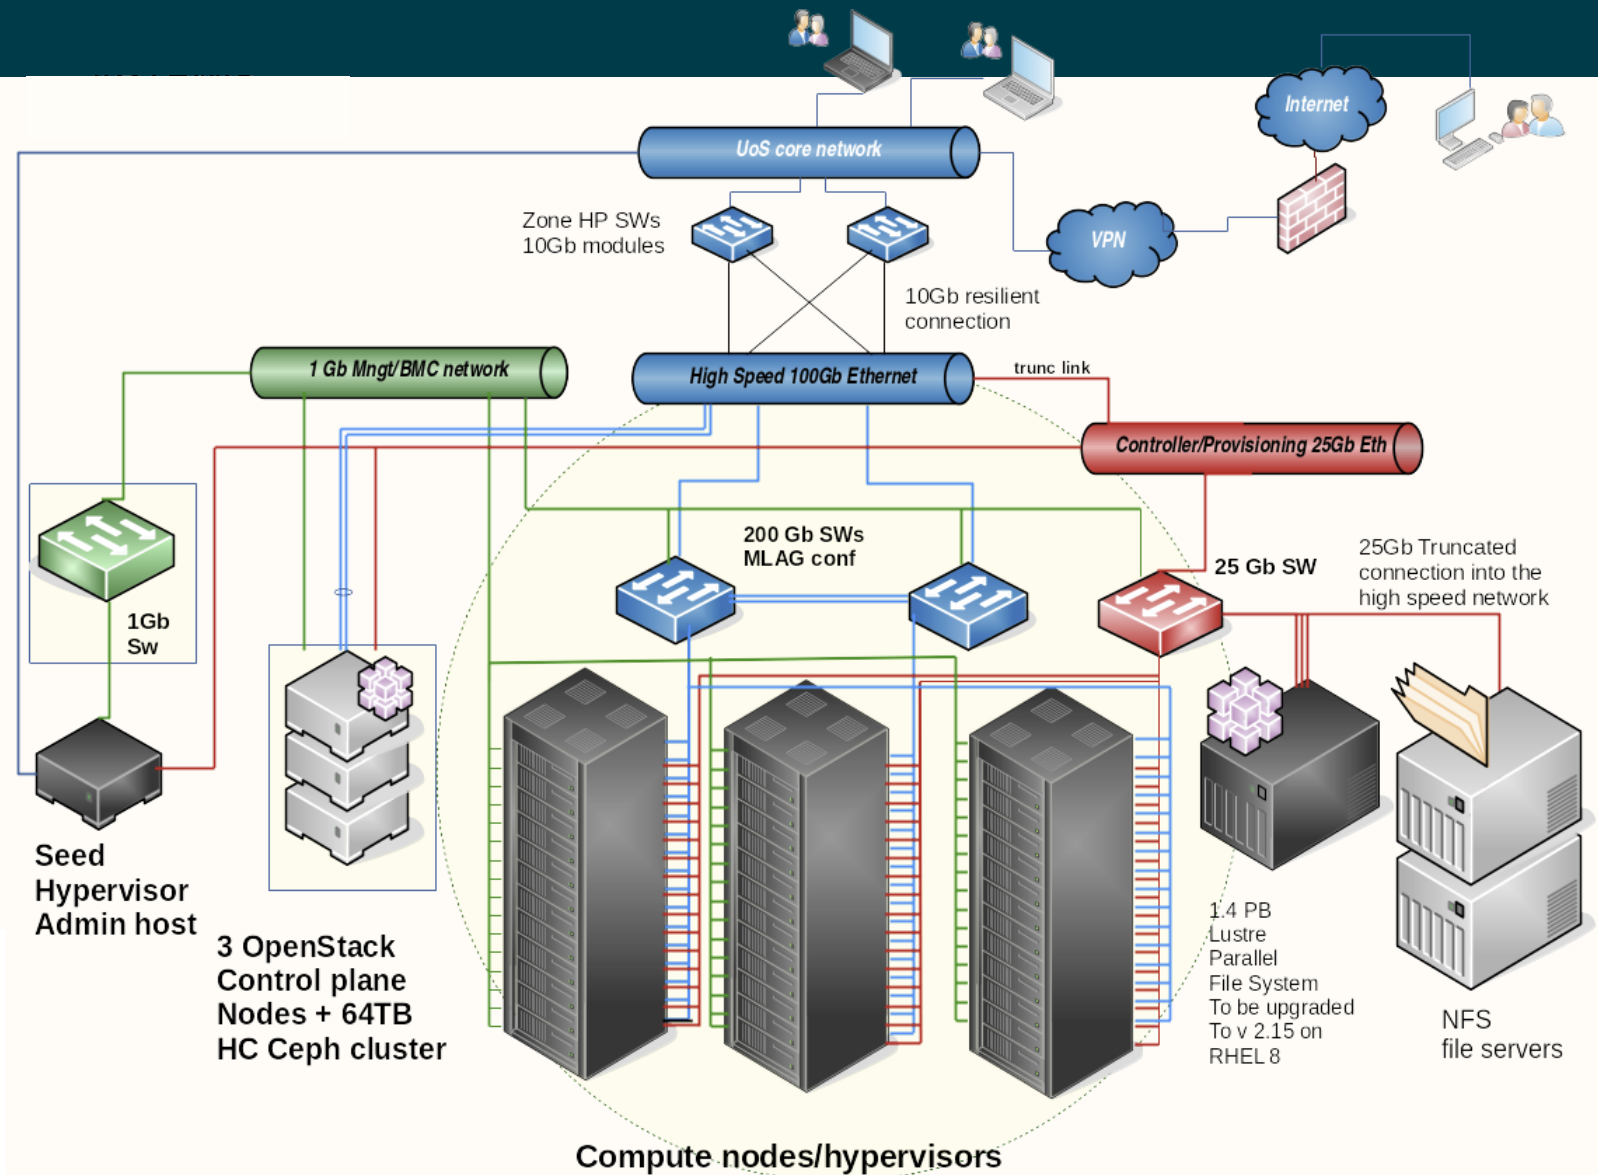 Internet
UoS core network
Zone HP SWs
10Gb modules
VPN
10Gb resilient
connection
1 Gb Mngt/BMC network
High Speed 100Gb Ethernet
trunc link
Controller/Provisioning 25Gb Eth
200 Gb SWs
MLAG conf
25 Gb SW
25Gb Truncated
connection into the
high speed network
1Gb
Sw
Seed
Hypervisor
Admin host
3 OpenStack
Control plane
Nodes + 64TB
HC Ceph cluster
1.4 PB
Lustre
Parallel
File System
To be upgraded
To v 2.15 on
RHEL 8
NFS
file servers
Compute nodes/hypervisors